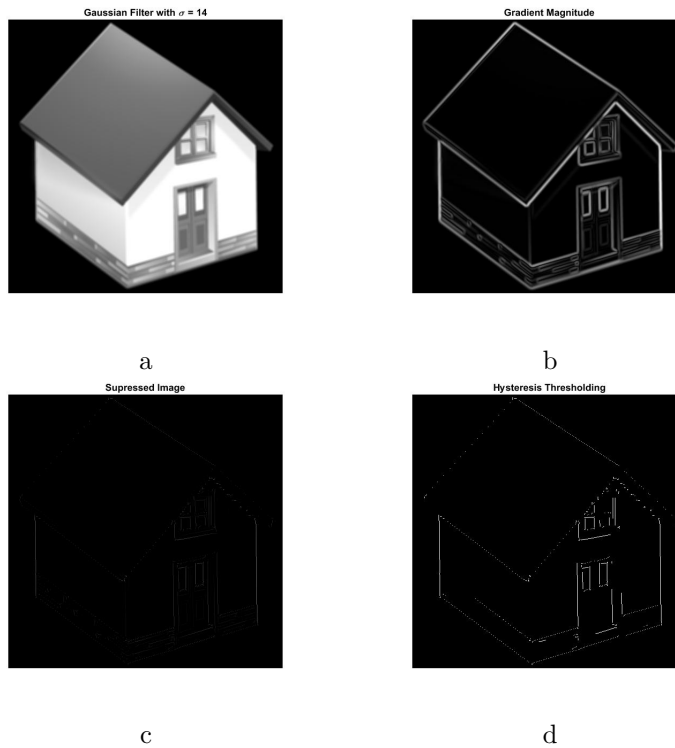 Gaussian Filter with σ = 14
Gradient Magnitude
a
b
Supressed Image
Hysteresis Thresholding
c
d